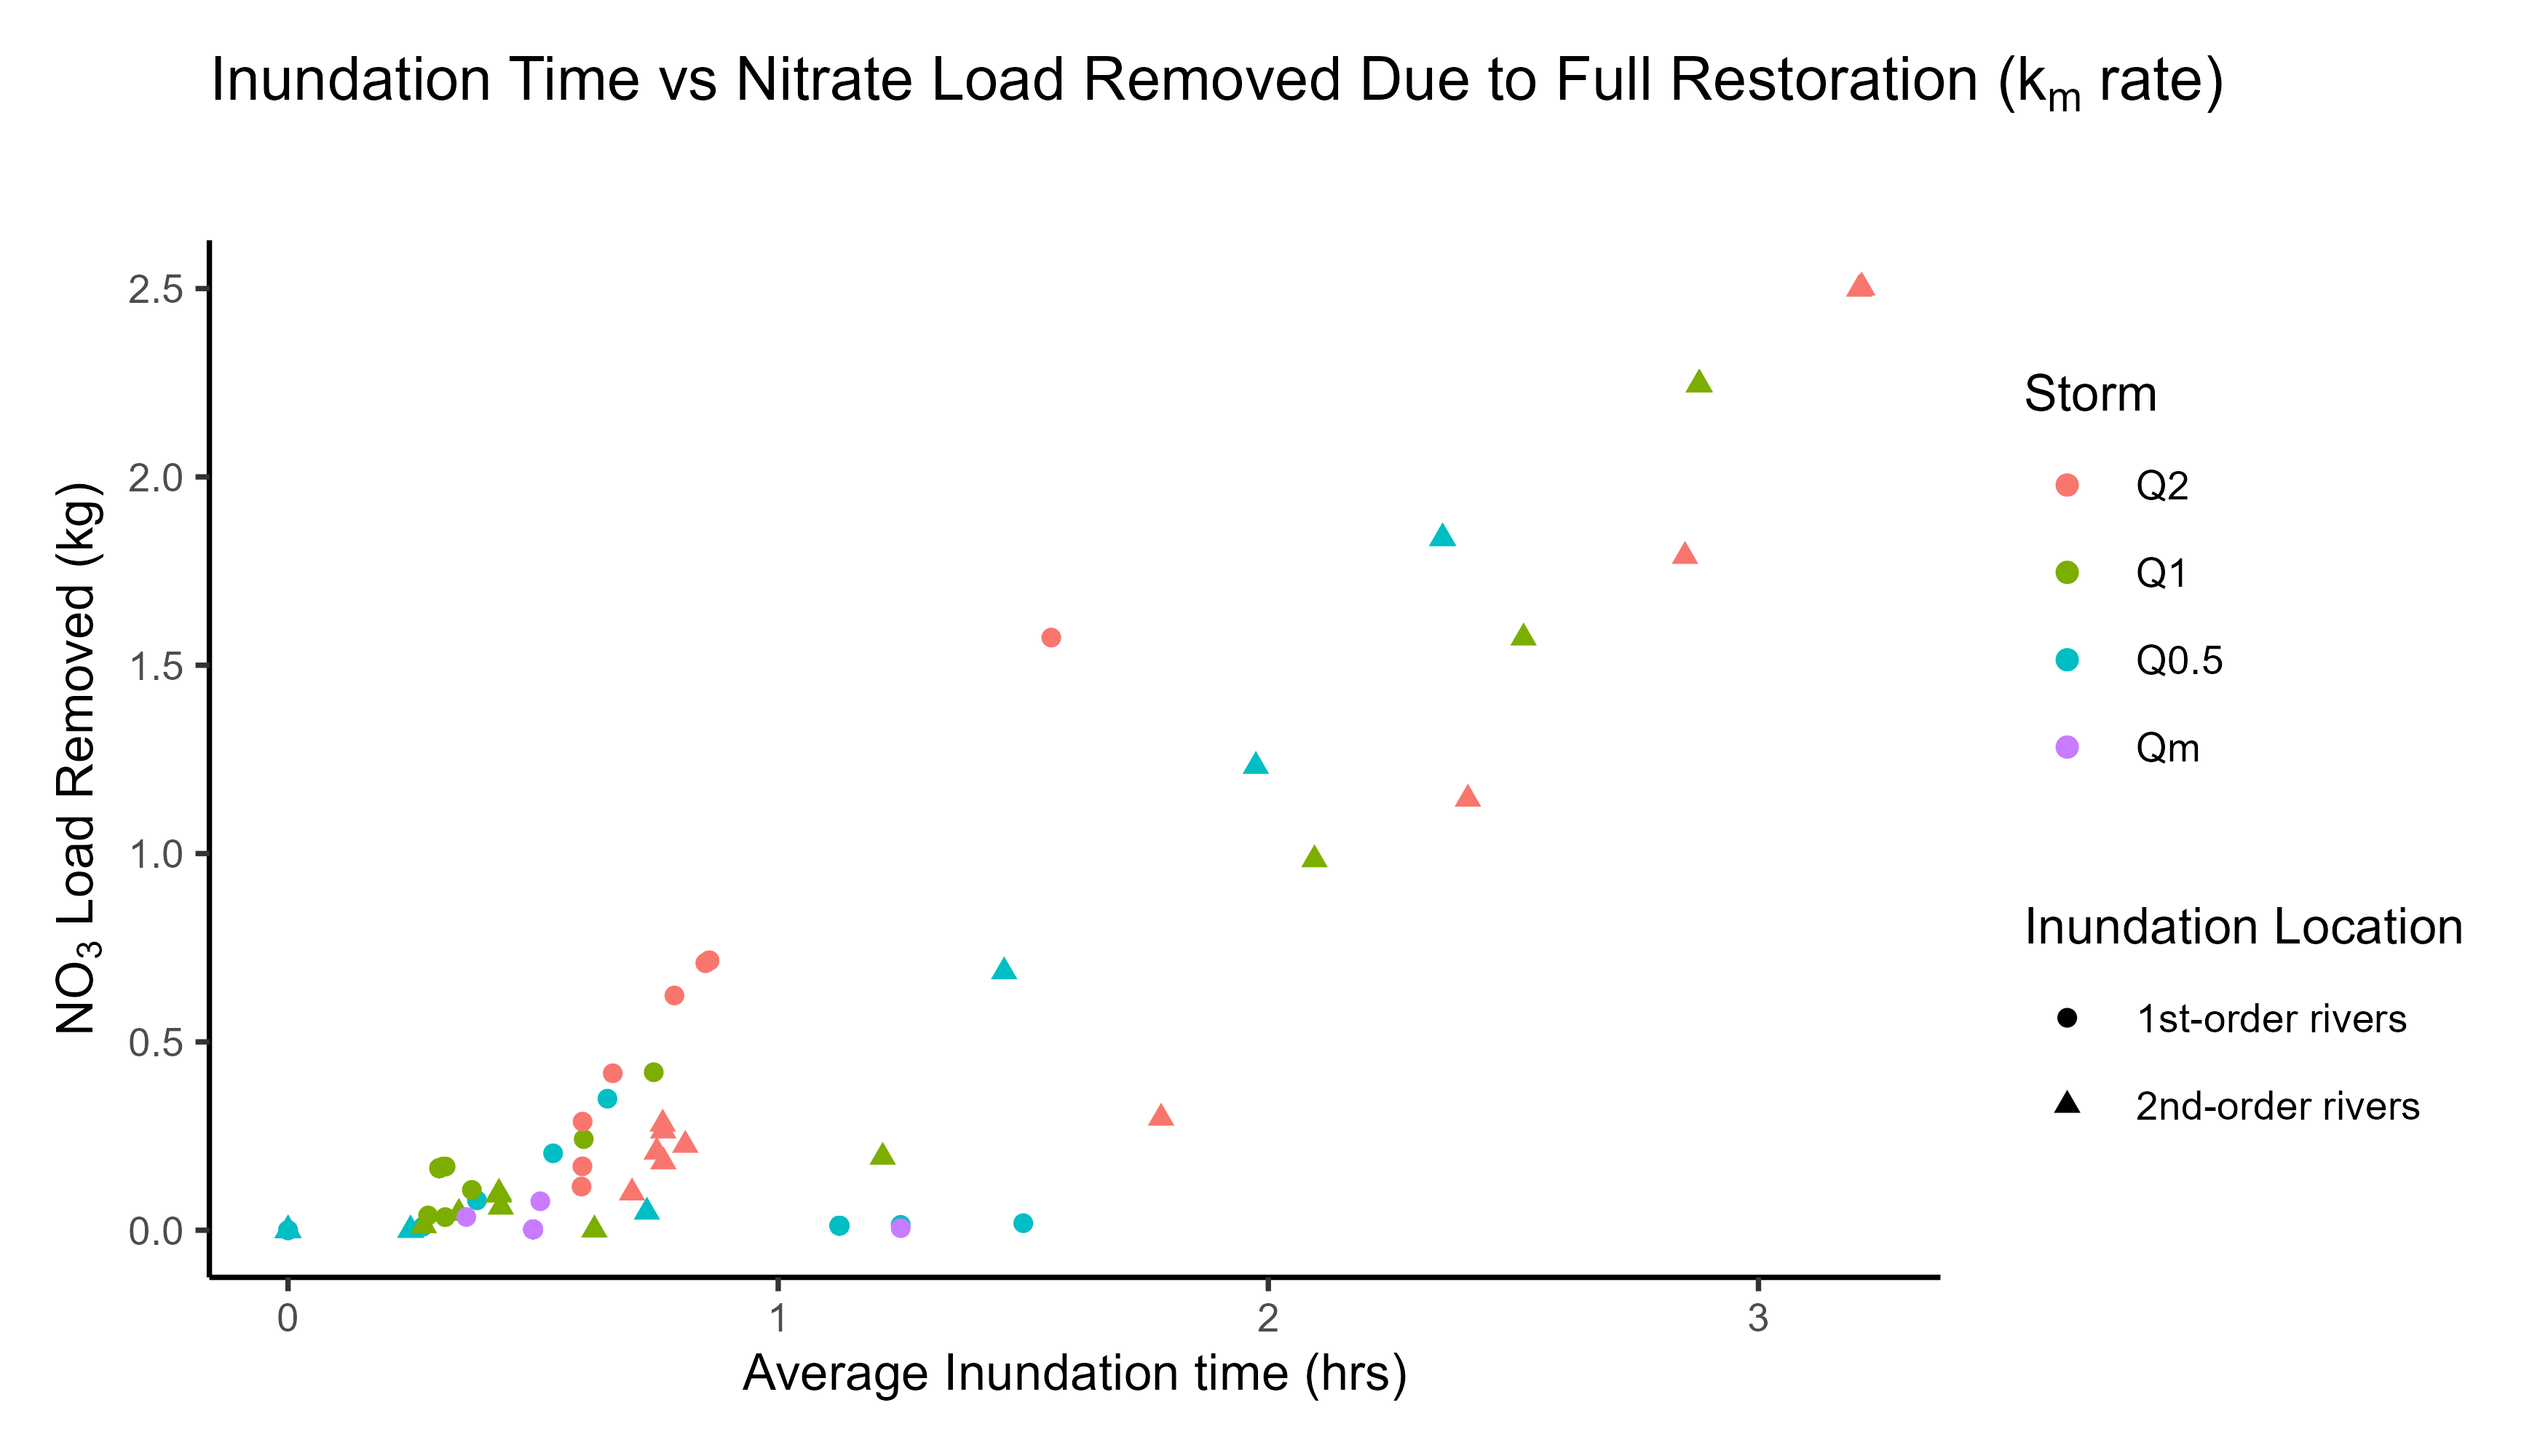 Inundation Time vs Nitrate Load Removed Due to Full Restoration (kₘ rate)
NO₃ Load Removed (kg)
2.5
2.0
1.5
1.0
0.5
0.0
0 1 2 3
Average Inundation time (hrs)
Storm
Q2
Q1
Q0.5
Qm
Inundation Location
1st-order rivers
2nd-order rivers